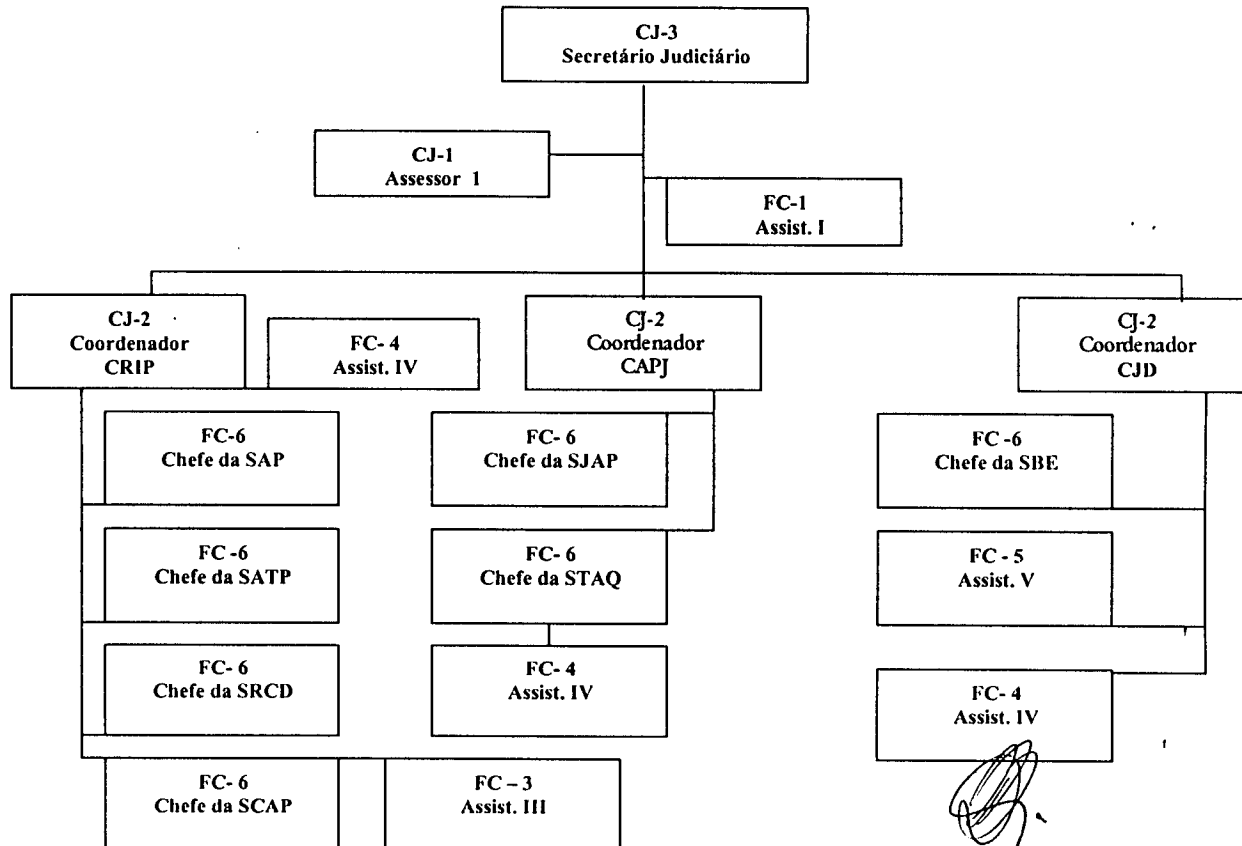 CJ-3
Secretário Judiciário
CJ-1
Assessor 1
FC-1
Assist. I
CJ-2
Coordenador
CRIP
FC- 4
Assist. IV
CJ-2
Coordenador
CAPJ
CJ-2
Coordenador
CJD
FC-6
Chefe da SAP
FC- 6
Chefe da SJAP
FC -6
Chefe da SBE
FC -6
Chefe da SATP
FC- 6
Chefe da STAQ
FC - 5
Assist. V
FC- 6
Chefe da SRCD
FC- 4
Assist. IV
FC- 4
Assist. IV
FC- 6
Chefe da SCAP
FC – 3
Assist. III